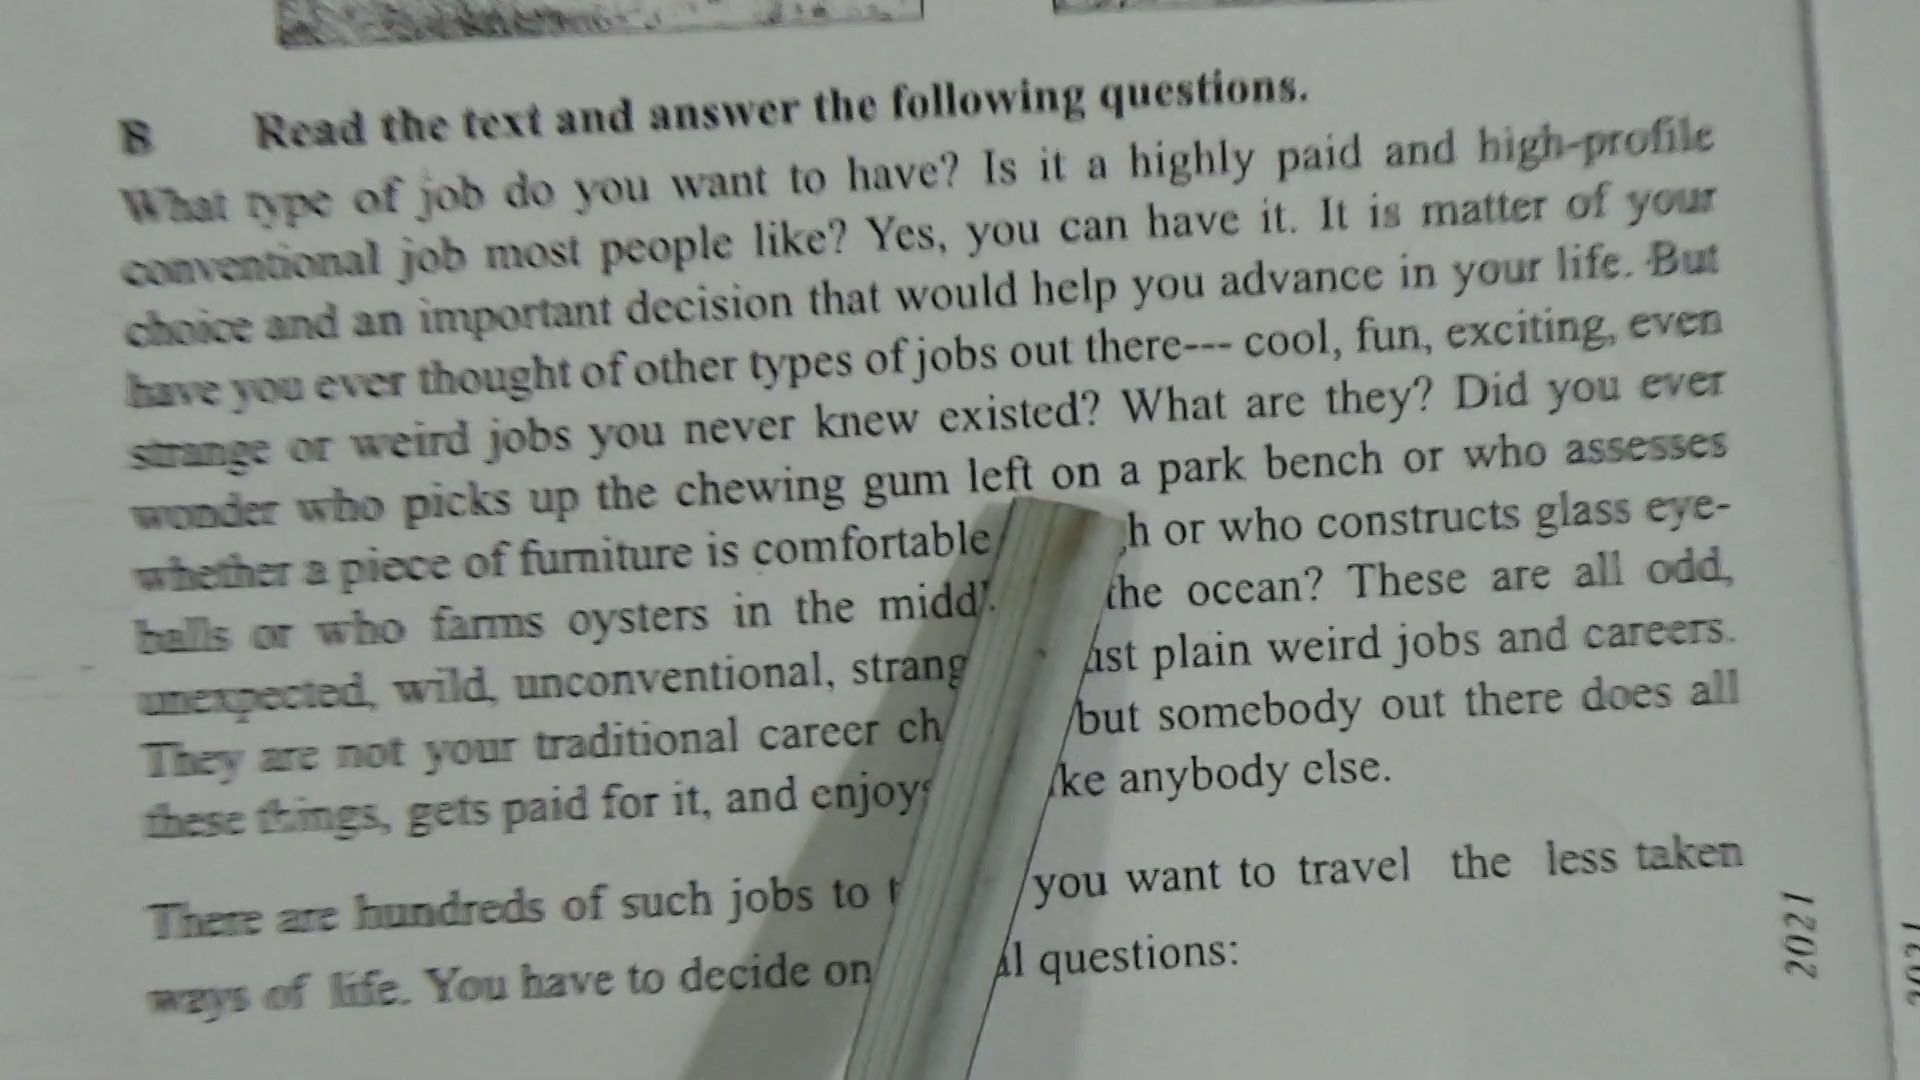 B Read the text and answer the following questions.
What type of job do you want to have? Is it a highly paid and high-profile
conventional job most people like? Yes, you can have it. It is matter of your
choice and an important decision that would help you advance in your life. But
have you ever thought of other types of jobs out there--- cool, fun, exciting, even
strange or weird jobs you never knew existed? What are they? Did you ever
wonder who picks up the chewing gum left on a park bench or who assesses
whether a piece of furniture is comfortable or who constructs glass eye-
balls or who farms oysters in the the ocean? These are all odd,
unexpected, wild, unconventional, plain weird jobs and careers.
They are not your traditional career but somebody out there does all
these things, gets paid for it, and anybody else.
There are hundreds of such jobs to you want to travel the less taken
ways of life. You have to decide on questions:
2021
2021